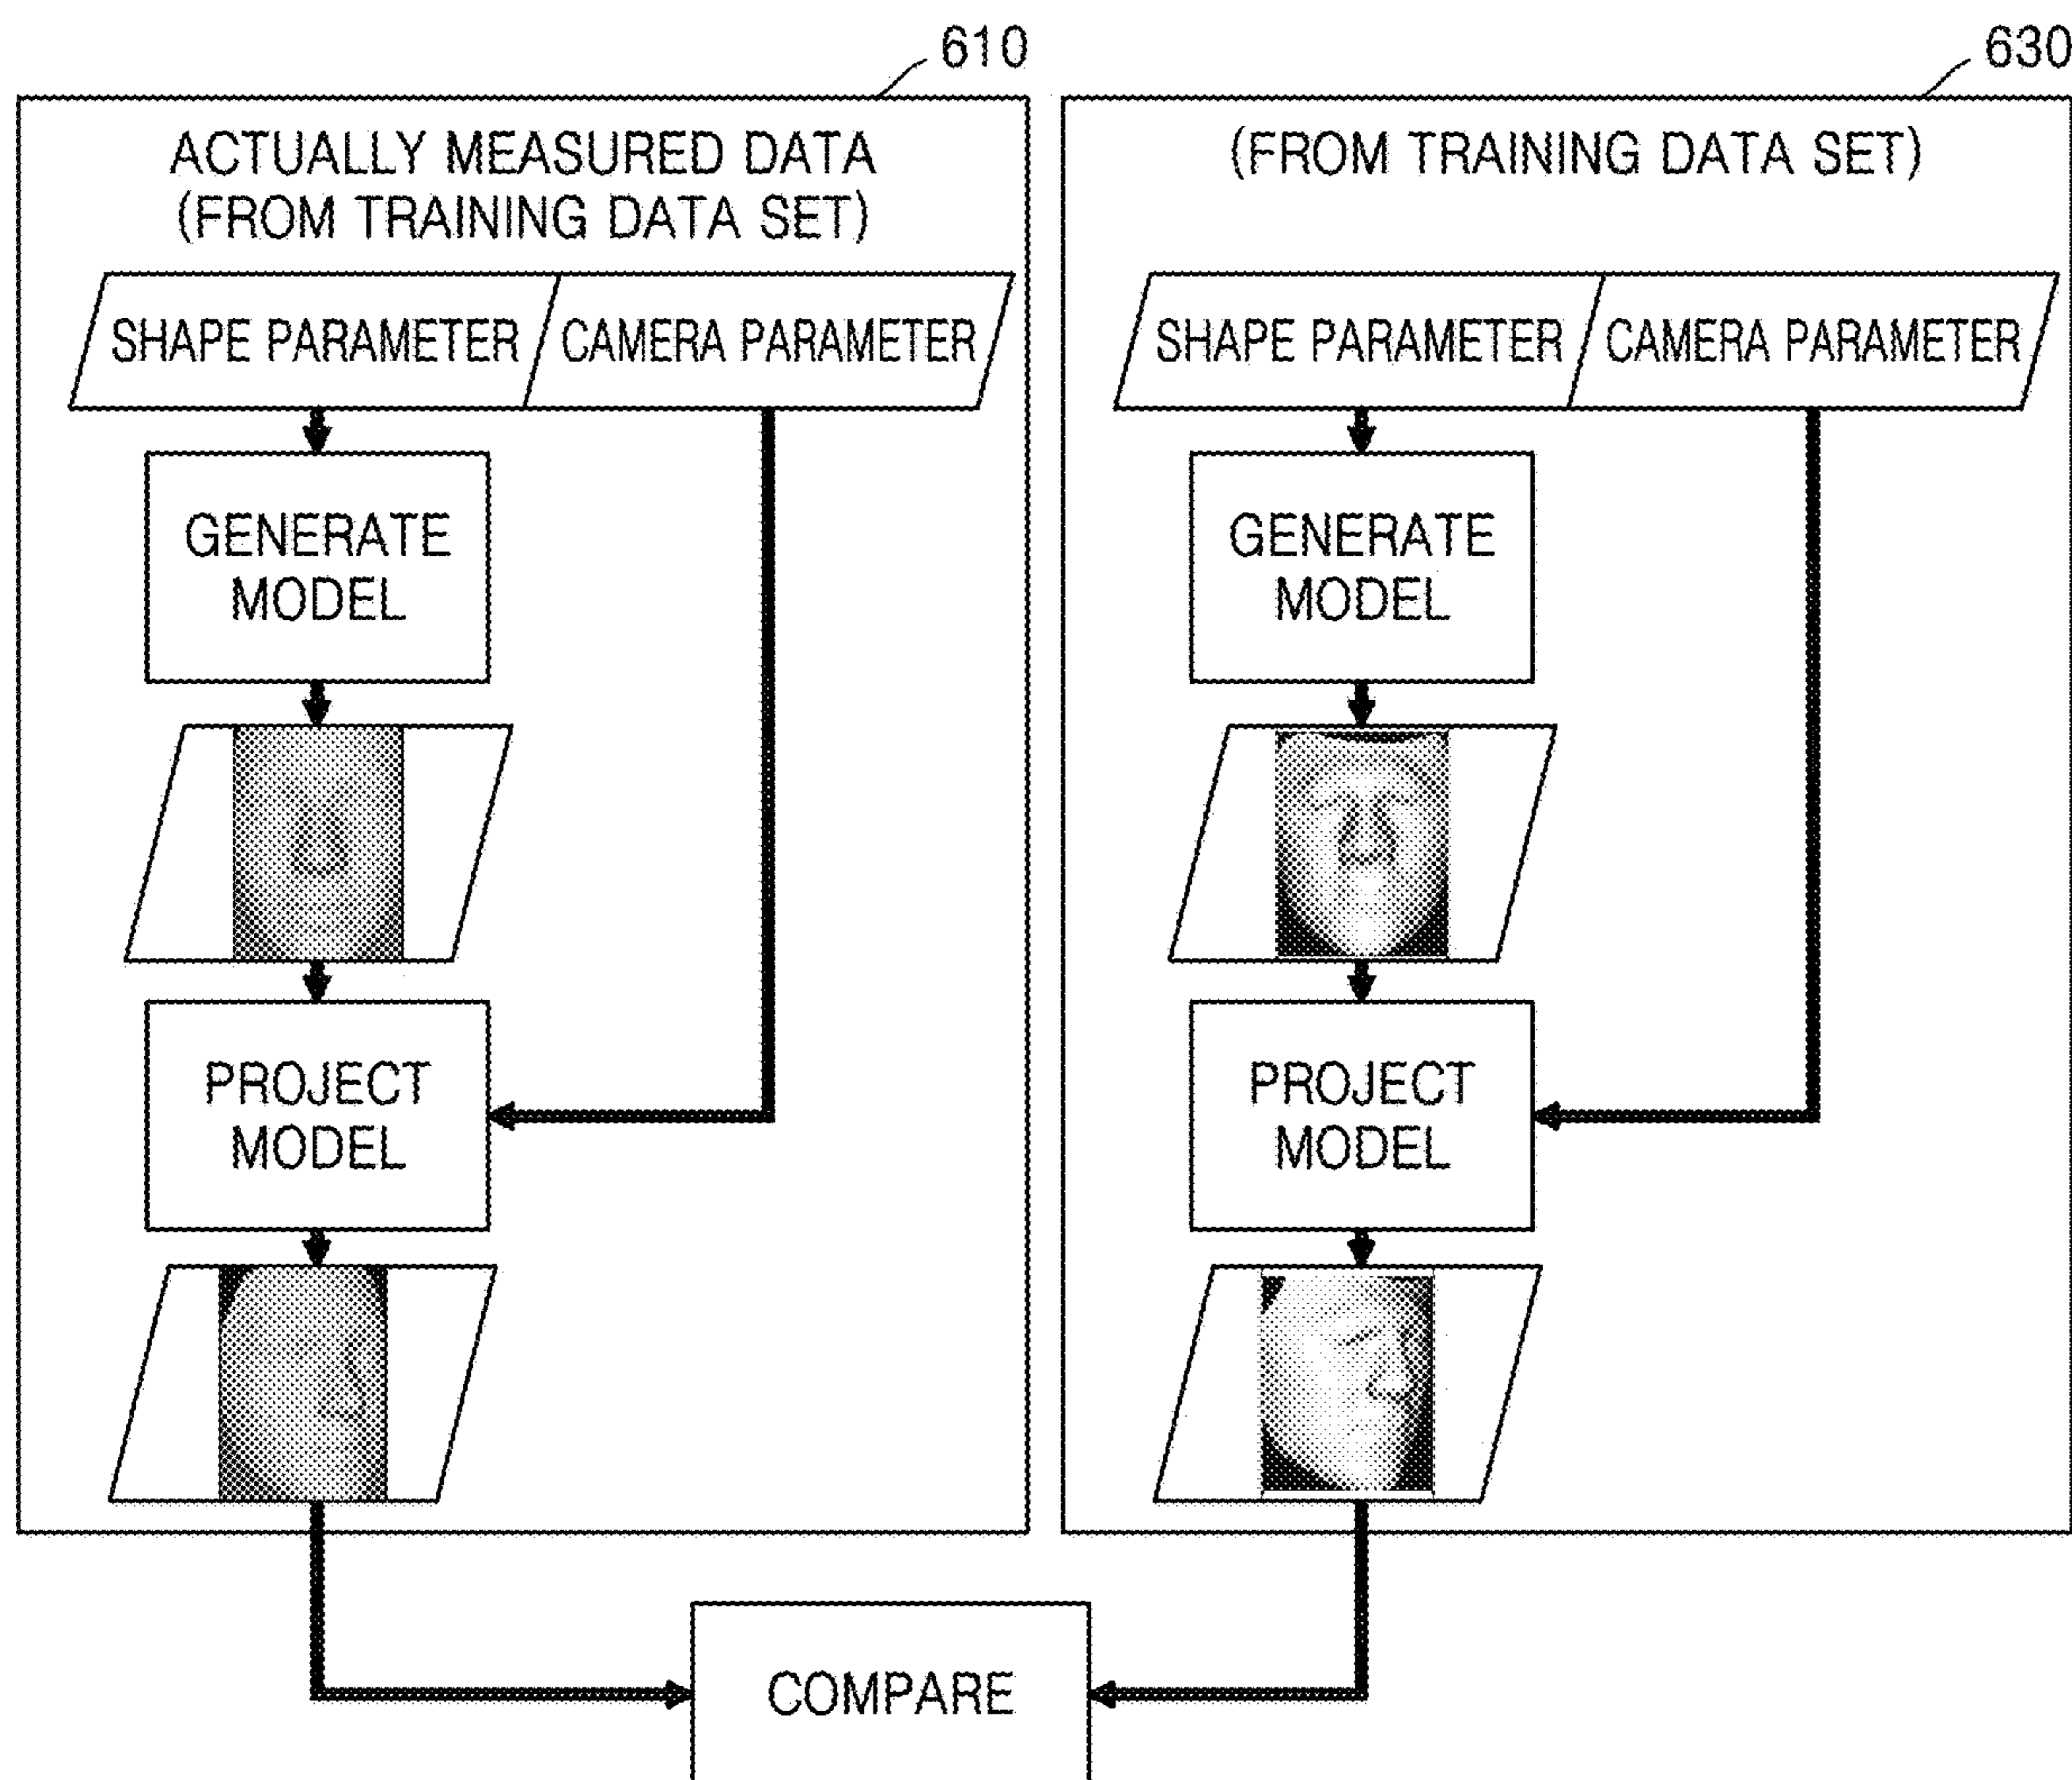 610
ACTUALLY MEASURED DATA
(FROM TRAINING DATA SET)
SHAPE PARAMETER
CAMERA PARAMETER
GENERATE
MODEL
PROJECT
MODEL
630
(FROM TRAINING DATA SET)
SHAPE PARAMETER
CAMERA PARAMETER
GENERATE
MODEL
PROJECT
MODEL
COMPARE